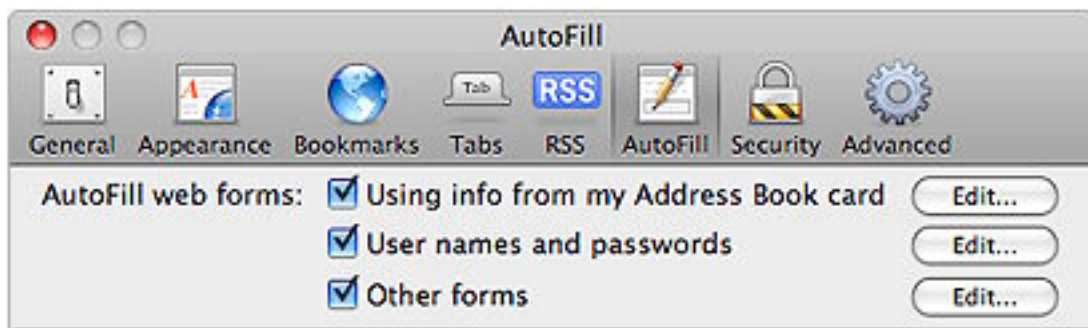 AutoFill
Tab
RSS
General Appearance Bookmarks Tabs RSS AutoFill Security Advanced
AutoFill web forms: Using info from my Address Book card Edit...
User names and passwords Edit...
Other forms Edit...